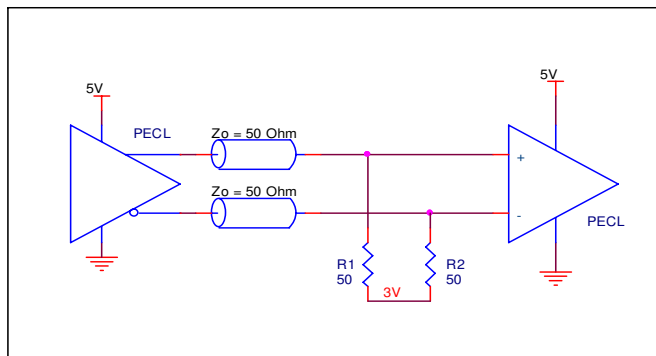 5V
PECL
Zo = 50 Ohm
Zo = 50 Ohm
5V
+
-
PECL
R1
50
R2
50
3V